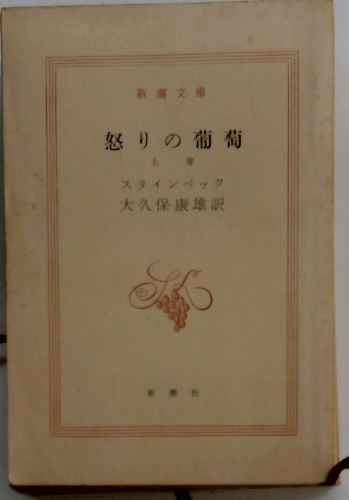 新潮文庫
怒りの葡萄
上巻
スタインベック
大久保康雄訳
新潮社